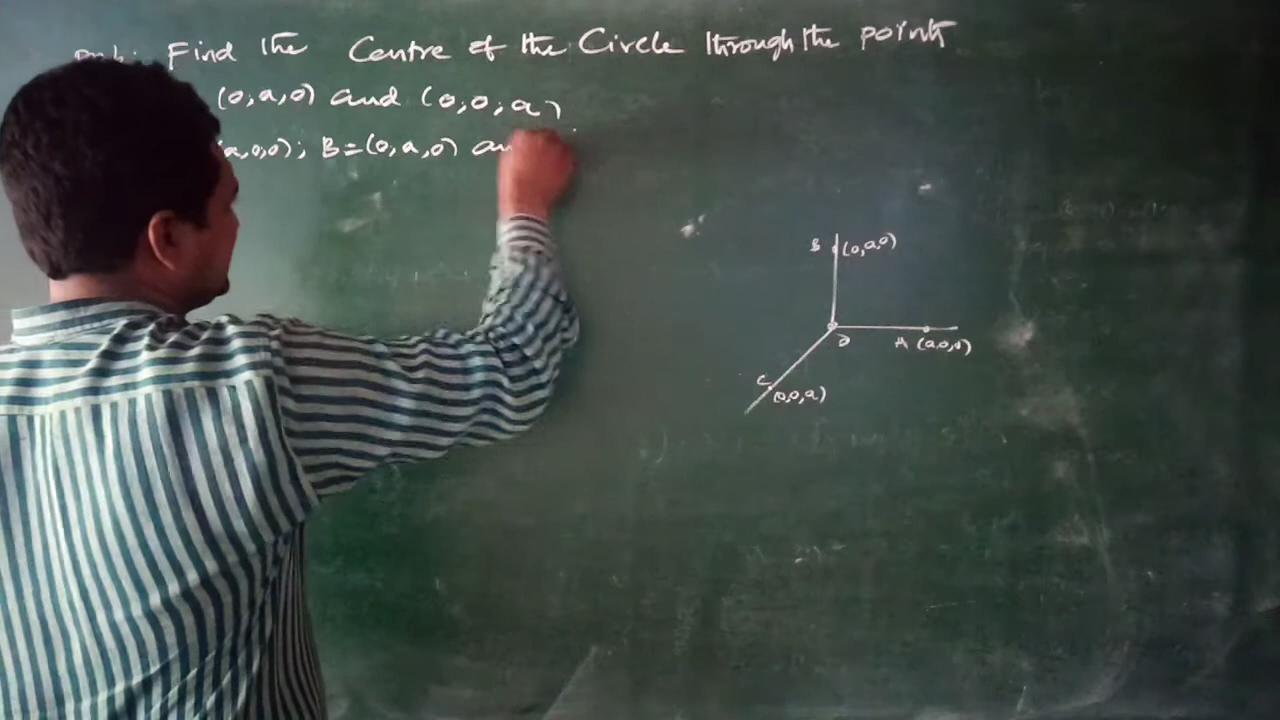 Find the Centre of the Circle through the points
(0,a,0) and (0,0,a)
(a,0,0); B=(0,a,0) an
B (0,a,0)
A (a,0,0)
C
(0,0,a)